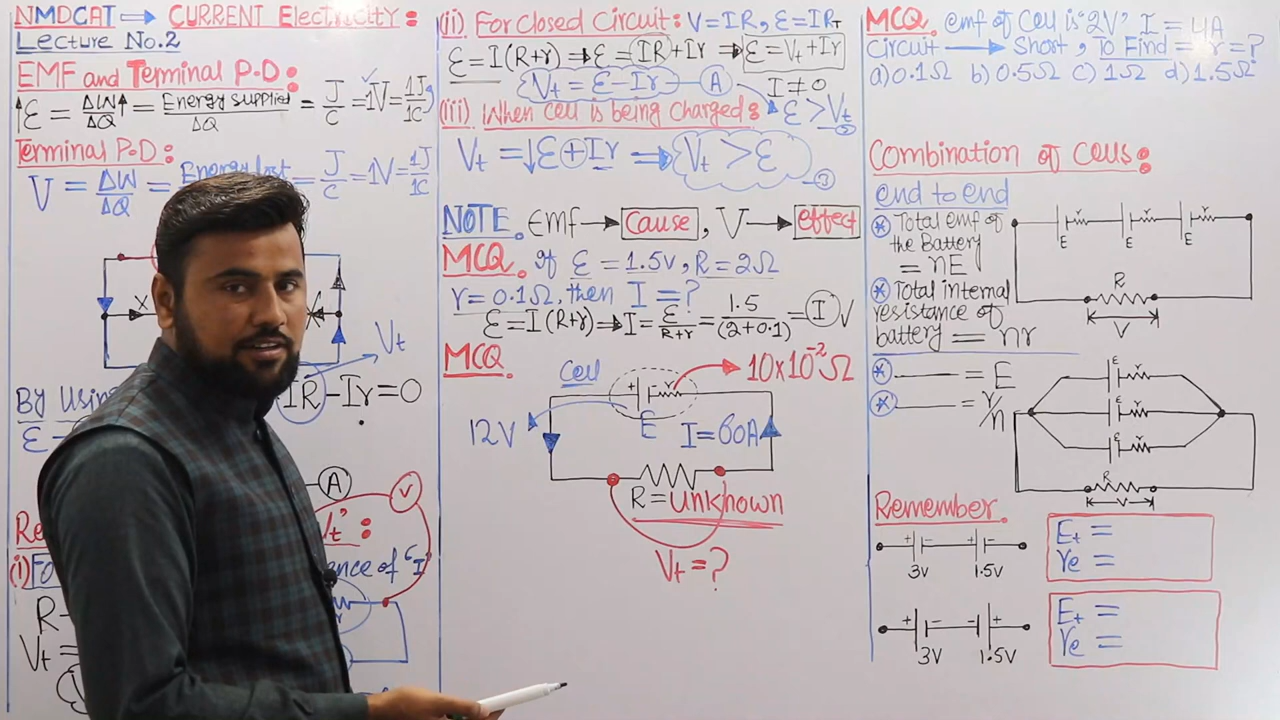 NMDCAT ⟹ CURRENT Electricity:
Lecture No.2
EMF and Terminal P.D:
ε = ΔW/ΔQ = Energy supplied/ΔQ = J/C = 1V = 1J/1C
Terminal P.D:
V = ΔW/ΔQ = Energy lost = J/C = 1V = 1J/1C
X
Vt
By Using
IR - Ir = 0
ε =
A
V
Vt':
(i) Fo
ence of "I"
R
Vt =
(ii) For Closed Circuit: V=IR, ε=IRT
ε = I(R+r) ⟹ ε = IR + Ir ⟹ ε = Vt + Ir
Vt = ε - Ir → A I ≠ 0
ε > Vt ②
(iii) When cell is being Charged:
Vt = ↓ε + Ir ⟹ Vt > ε ③
NOTE. Emf → Cause, V → effect
MCQ. If ε = 1.5V, R = 2Ω
r = 0.1Ω, then I = ?
ε = I(R+r) ⟹ I = ε/R+r = 1.5/(2+0.1) = I V
MCQ.
Cell
+
r
10×10⁻²Ω
12V
E
I = 60A
R = unknown
Vt = ?
MCQ. emf of Cell is "2V" I = 4A
Circuit → Short, To Find = r = ?
a) 0.1Ω b) 0.5Ω c) 1Ω d) 1.5Ω
Combination of Cells:
end to end
* Total emf of
the Battery
= nE
* Total internal
resistance of
battery = nr
r r r
E E E
R
V
* ____ = E
* ____ = r/n
E r
E r
E r
R
V
Remember.
+ - + -
3V 1.5V
Et =
re =
+ - - +
3V 1.5V
Et =
re =